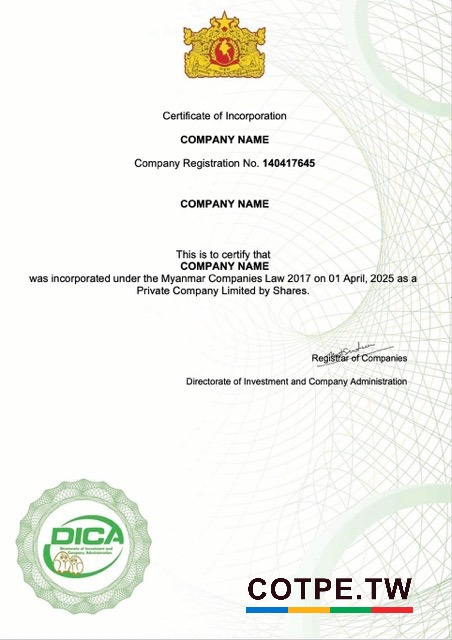 Certificate of Incorporation
COMPANY NAME
Company Registration No. 140417645
COMPANY NAME
This is to certify that
COMPANY NAME
was incorporated under the Myanmar Companies Law 2017 on 01 April, 2025 as a
Private Company Limited by Shares.
Registrar of Companies
Directorate of Investment and Company Administration
DICA
Directorate of Investment and
Company Administration
COTPE.TW